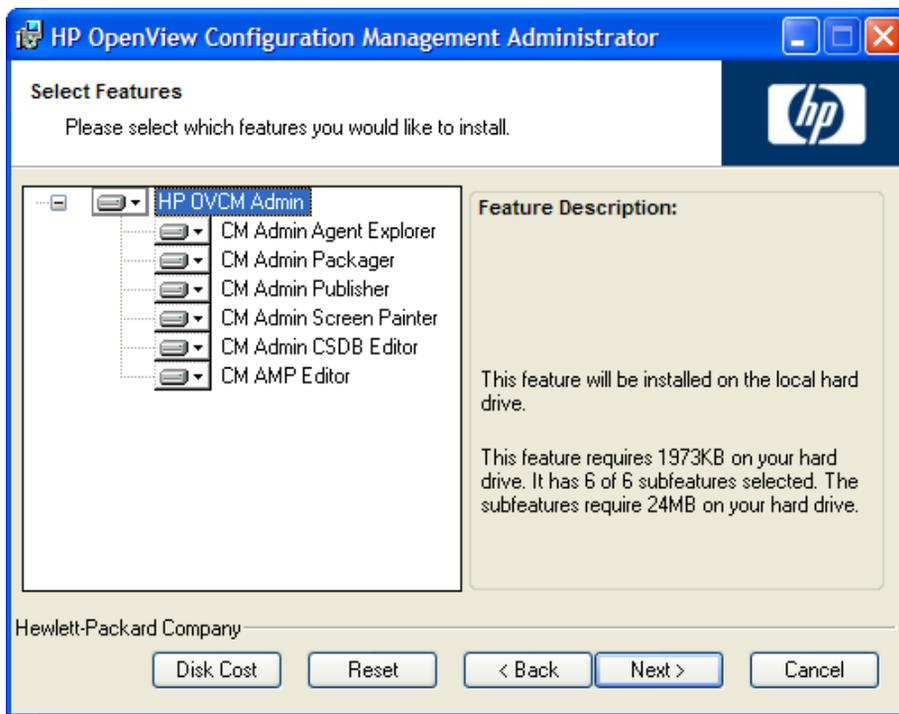 HP OpenView Configuration Management Administrator
Select Features
Please select which features you would like to install.
hp
HP OVCM Admin
CM Admin Agent Explorer
CM Admin Packager
CM Admin Publisher
CM Admin Screen Painter
CM Admin CSDB Editor
CM AMP Editor
Feature Description:
This feature will be installed on the local hard
drive.
This feature requires 1973KB on your hard
drive. It has 6 of 6 subfeatures selected. The
subfeatures require 24MB on your hard drive.
Hewlett-Packard Company
Disk Cost
Reset
< Back
Next >
Cancel